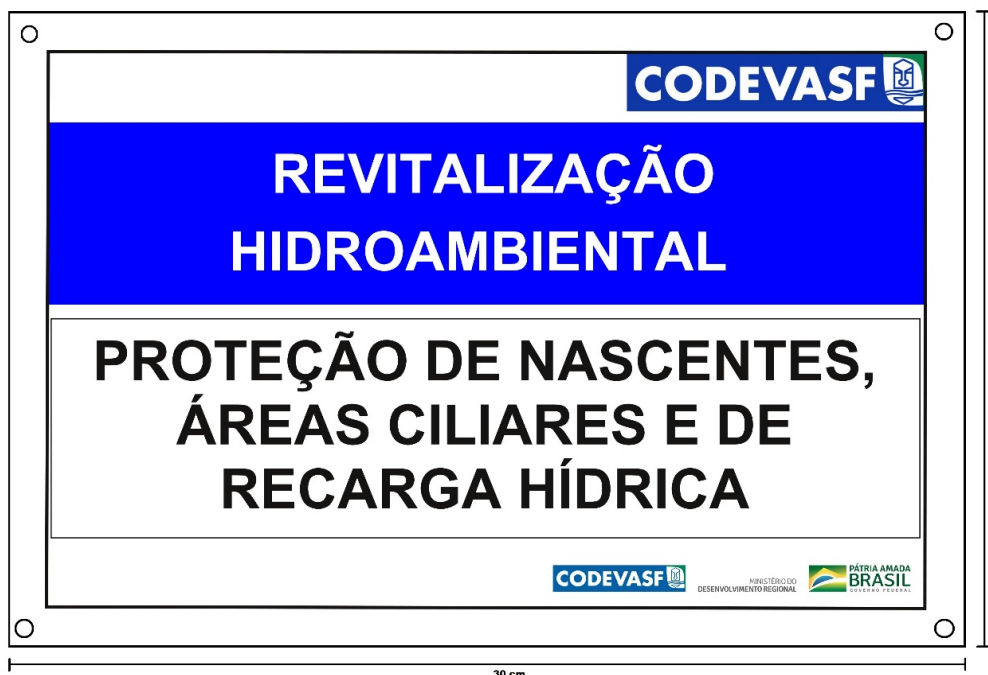 CODEVASF
REVITALIZAÇÃO
HIDROAMBIENTAL
PROTEÇÃO DE NASCENTES,
ÁREAS CILIARES E DE
RECARGA HÍDRICA
CODEVASF
MINISTÉRIO DO
DESENVOLVIMENTO REGIONAL
PÁTRIA AMADA
BRASIL
GOVERNO FEDERAL
30 cm